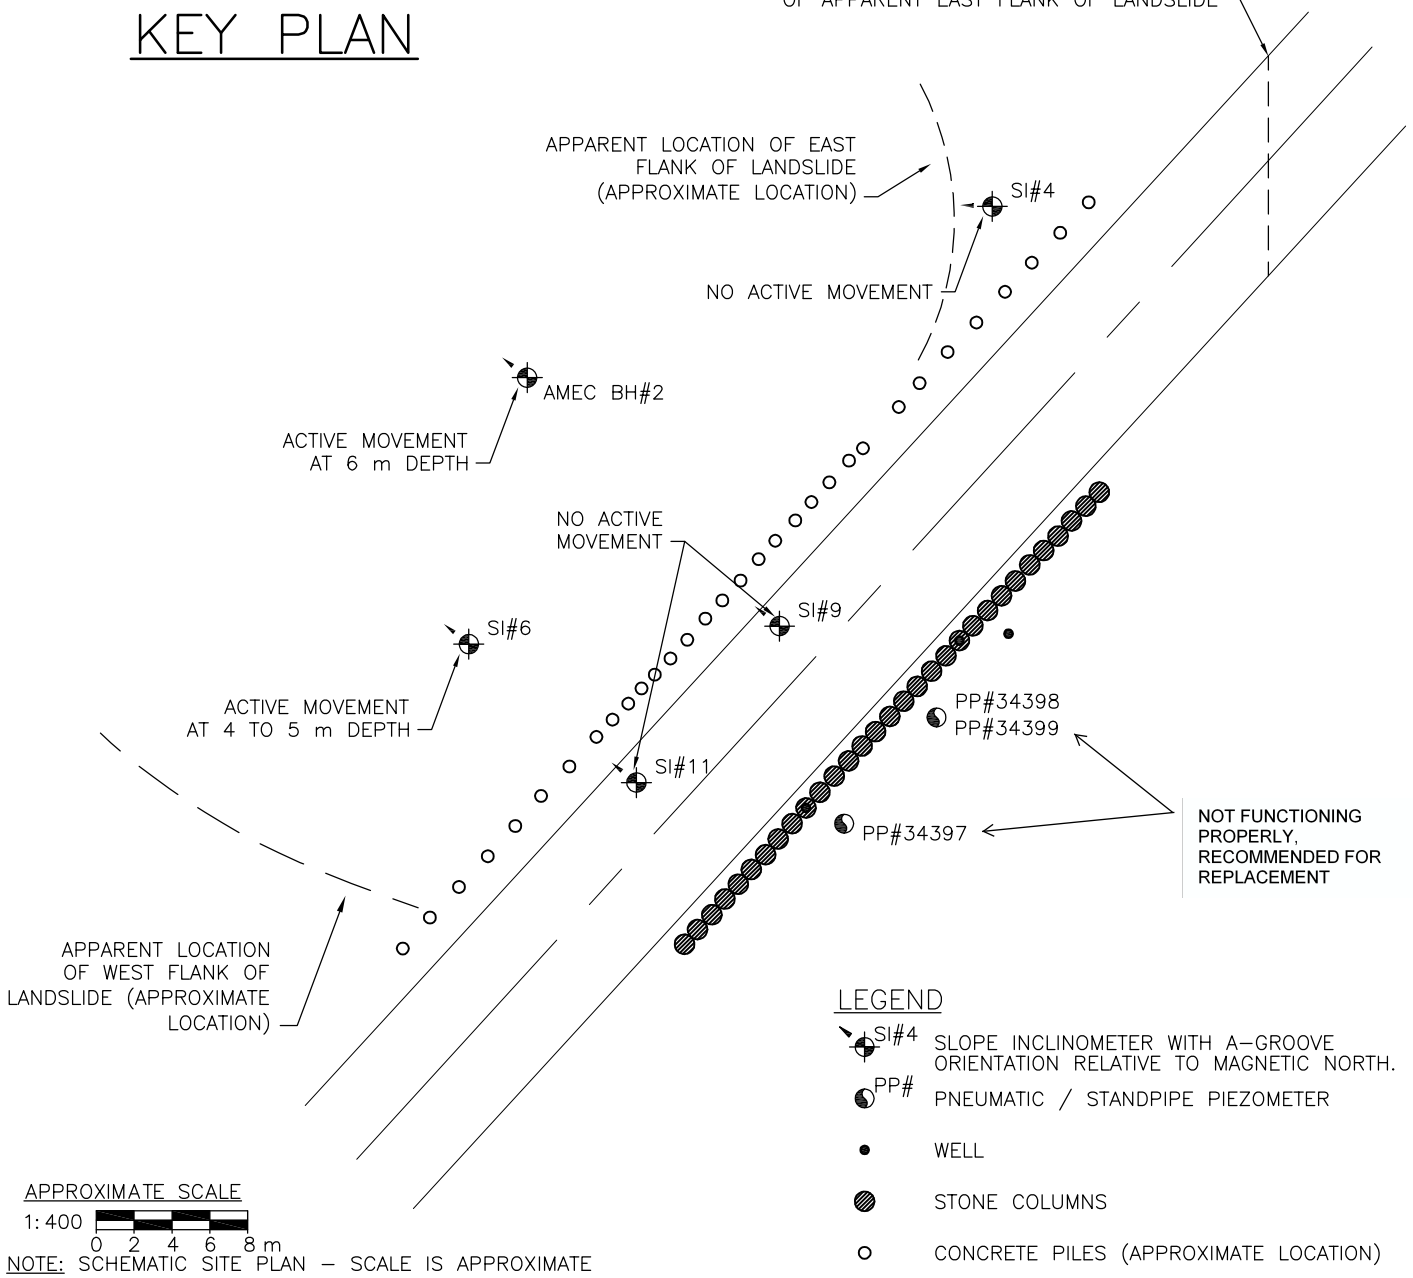 OF APPARENT EAST FLANK OF LANDSLIDE
KEY PLAN
APPARENT LOCATION OF EAST
FLANK OF LANDSLIDE
(APPROXIMATE LOCATION)
SI#4
NO ACTIVE MOVEMENT
AMEC BH#2
ACTIVE MOVEMENT
AT 6 m DEPTH
NO ACTIVE
MOVEMENT
SI#9
SI#6
ACTIVE MOVEMENT
AT 4 TO 5 m DEPTH
SI#11
PP#34398
PP#34399
PP#34397
NOT FUNCTIONING
PROPERLY,
RECOMMENDED FOR
REPLACEMENT
APPARENT LOCATION
OF WEST FLANK OF
LANDSLIDE (APPROXIMATE
LOCATION)
LEGEND
SI#4
SLOPE INCLINOMETER WITH A-GROOVE
ORIENTATION RELATIVE TO MAGNETIC NORTH.
PP#
PNEUMATIC / STANDPIPE PIEZOMETER
WELL
STONE COLUMNS
CONCRETE PILES (APPROXIMATE LOCATION)
APPROXIMATE SCALE
1:400
0 2 4 6 8 m
NOTE: SCHEMATIC SITE PLAN – SCALE IS APPROXIMATE